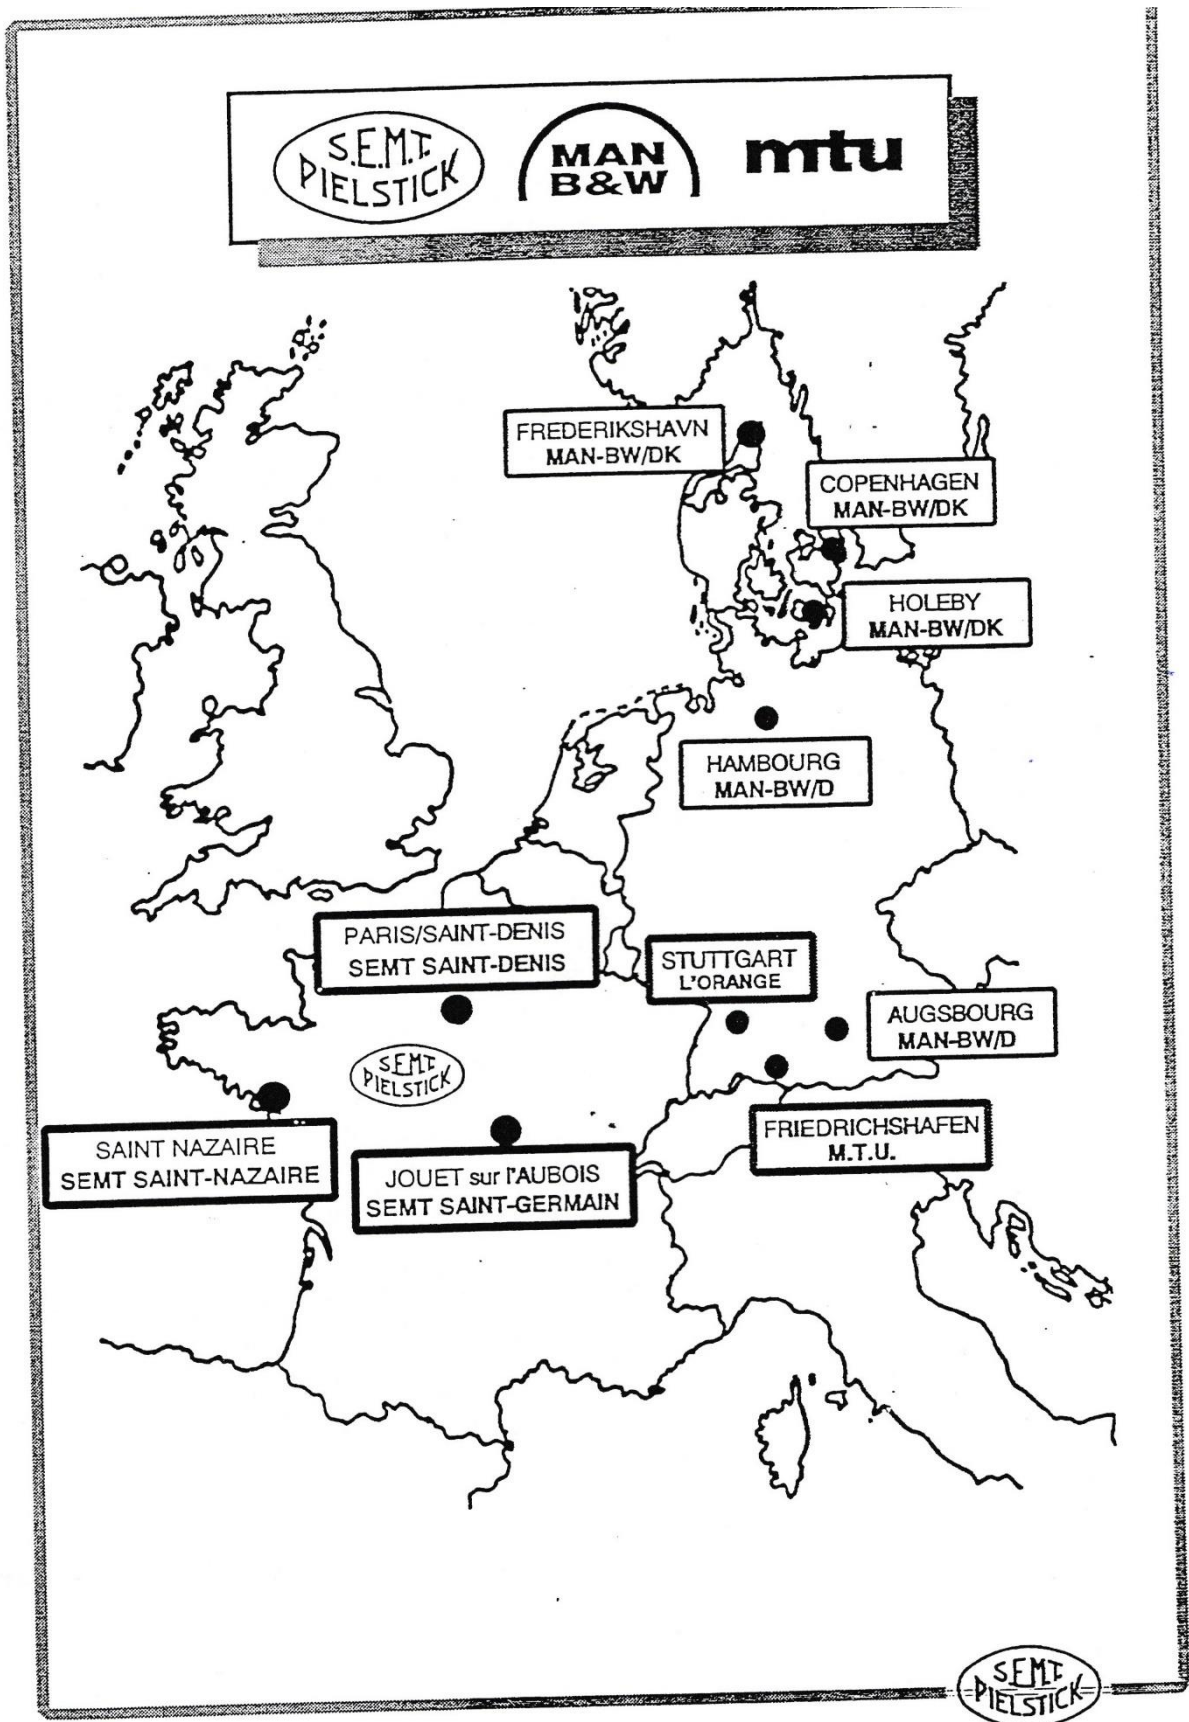 S.E.M.T.
PIELSTICK
MAN
B&W
mtu
FREDERIKSHAVN
MAN-BW/DK
COPENHAGEN
MAN-BW/DK
HOLEBY
MAN-BW/DK
HAMBOURG
MAN-BW/D
PARIS/SAINT-DENIS
SEMT SAINT-DENIS
STUTTGART
L'ORANGE
AUGSBOURG
MAN-BW/D
S.E.M.T.
PIELSTICK
SAINT NAZAIRE
SEMT SAINT-NAZAIRE
JOUET sur l'AUBOIS
SEMT SAINT-GERMAIN
FRIEDRICHSHAFEN
M.T.U.
S.E.M.T.
PIELSTICK